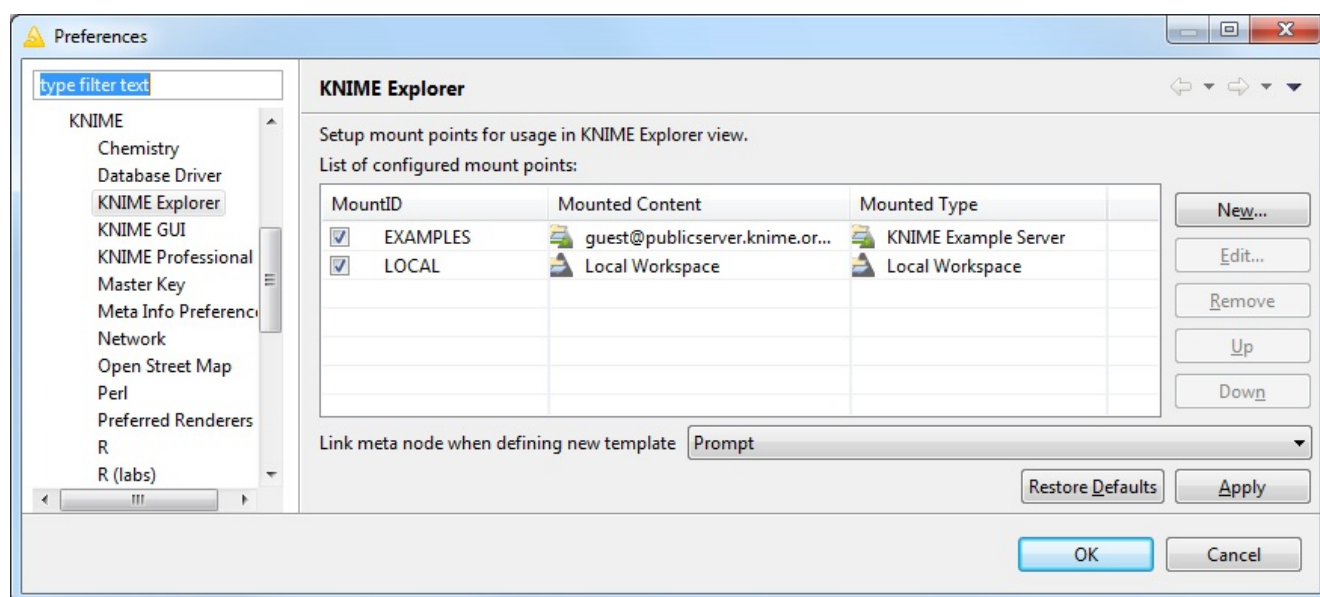 Preferences
type filter text
KNIME
Chemistry
Database Driver
KNIME Explorer
KNIME GUI
KNIME Professional
Master Key
Meta Info Preferenc
Network
Open Street Map
Perl
Preferred Renderers
R
R (labs)
KNIME Explorer
Setup mount points for usage in KNIME Explorer view.
List of configured mount points:
MountID Mounted Content Mounted Type
EXAMPLES guest@publicserver.knime.or... KNIME Example Server
LOCAL Local Workspace Local Workspace
New...
Edit...
Remove
Up
Down
Link meta node when defining new template Prompt
Restore Defaults Apply
OK Cancel